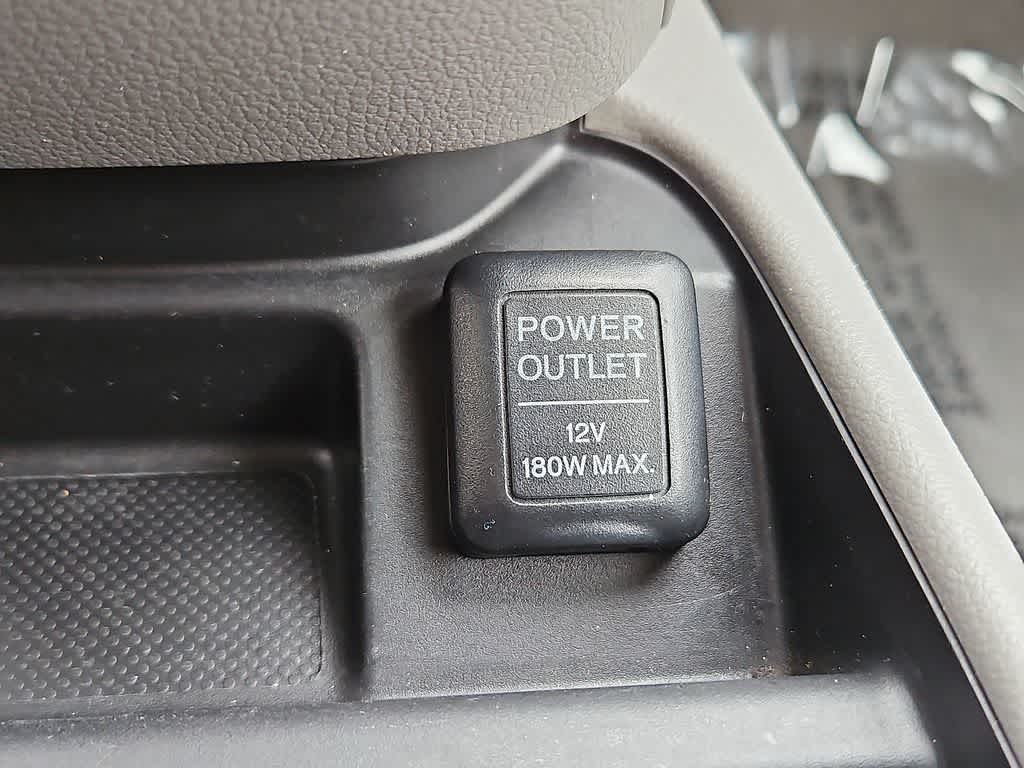 POWER
OUTLET
12V
180W MAX.